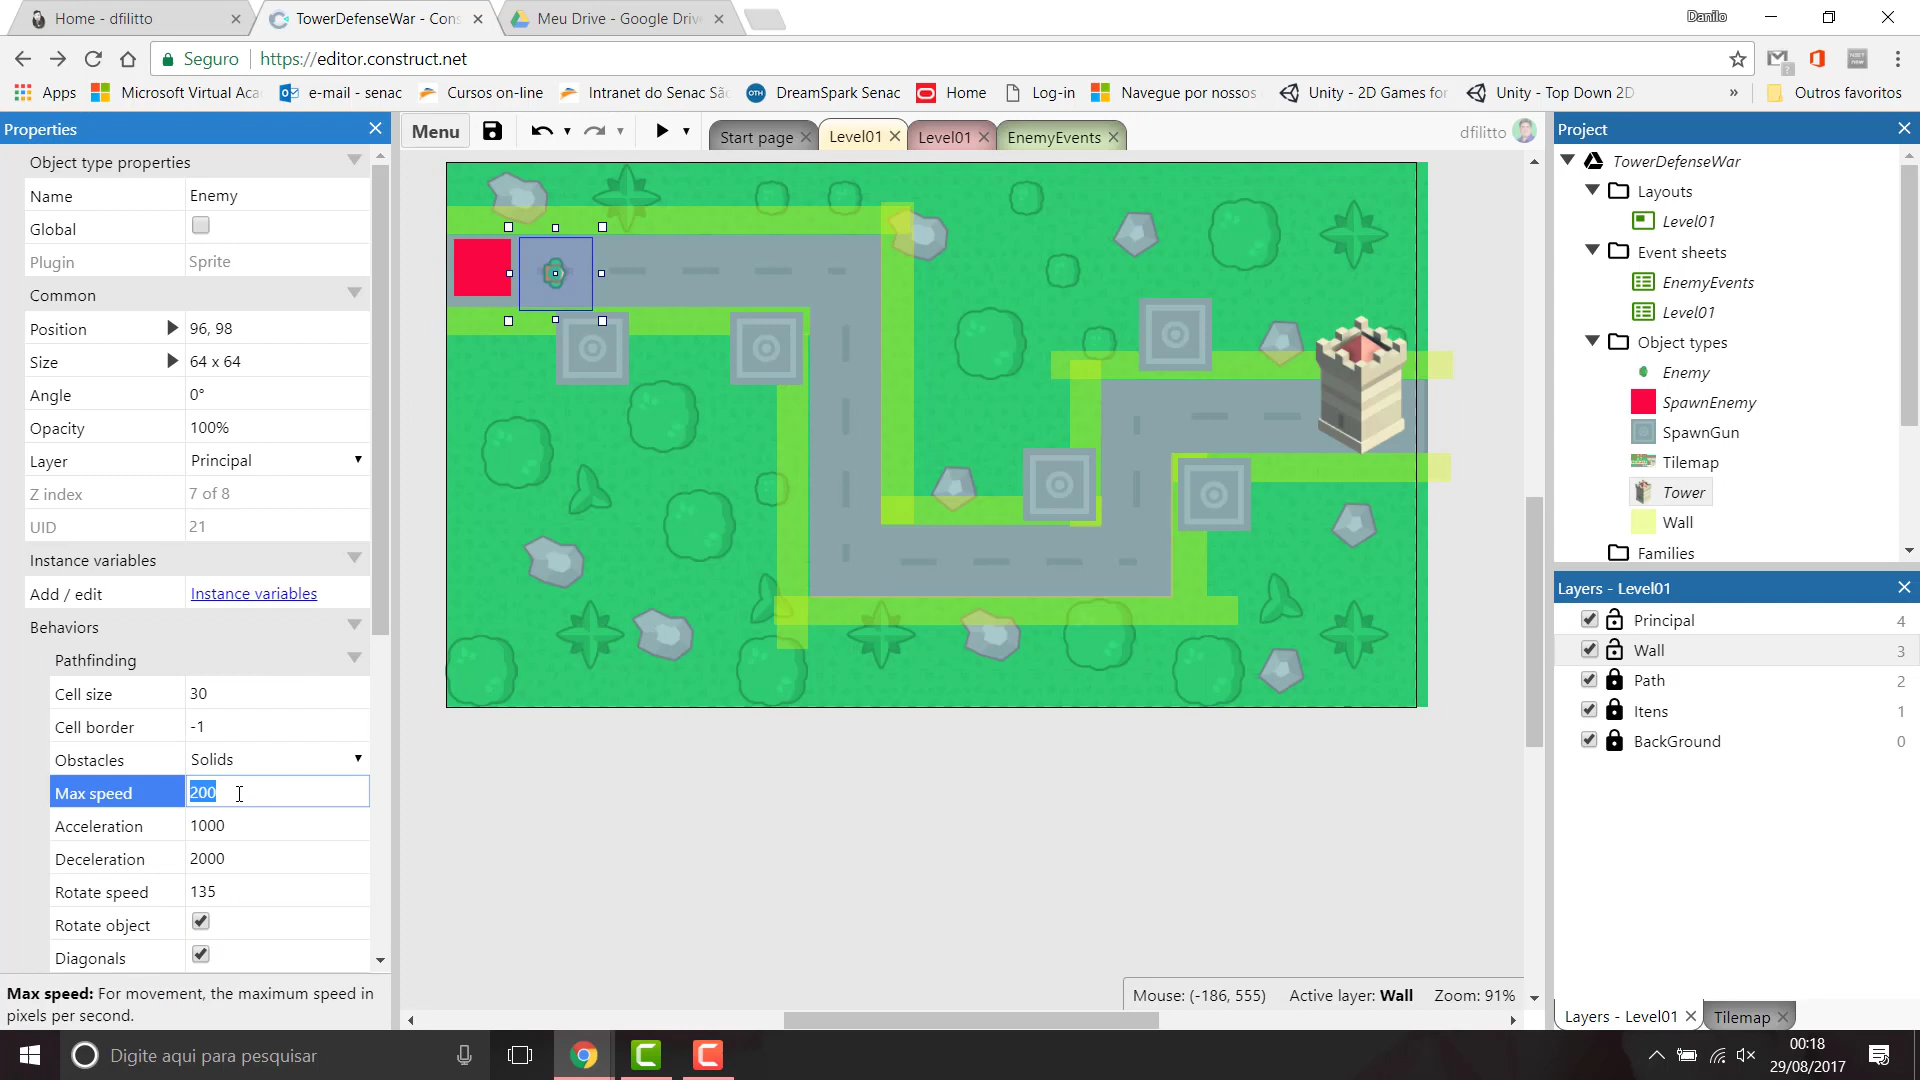 Home - dfilitto
TowerDefenseWar - Cons
Meu Drive - Google Driv
Danilo
Seguro
https://editor.construct.net
Apps
Microsoft Virtual Aca
e-mail - senac
Cursos on-line
Intranet do Senac Sã
DreamSpark Senac
Home
Log-in
Navegue por nossos
Unity - 2D Games for
Unity - Top Down 2D
»
Outros favoritos
Properties
Menu
Start page
Level01
Level01
EnemyEvents
dfilitto
Project
Object type properties
Name
Enemy
Global
Plugin
Sprite
Common
Position
96, 98
Size
64 x 64
Angle
0°
Opacity
100%
Layer
Principal
Z index
7 of 8
UID
21
Instance variables
Add / edit
Instance variables
Behaviors
Pathfinding
Cell size
30
Cell border
-1
Obstacles
Solids
Max speed
200
Acceleration
1000
Deceleration
2000
Rotate speed
135
Rotate object
Diagonals
Max speed: For movement, the maximum speed in
pixels per second.
Mouse: (-186, 555)
Active layer: Wall
Zoom: 91%
TowerDefenseWar
Layouts
Level01
Event sheets
EnemyEvents
Level01
Object types
Enemy
SpawnEnemy
SpawnGun
Tilemap
Tower
Wall
Families
Layers - Level01
Principal
4
Wall
3
Path
2
Itens
1
BackGround
0
Layers - Level01
Tilemap
Digite aqui para pesquisar
00:18
29/08/2017